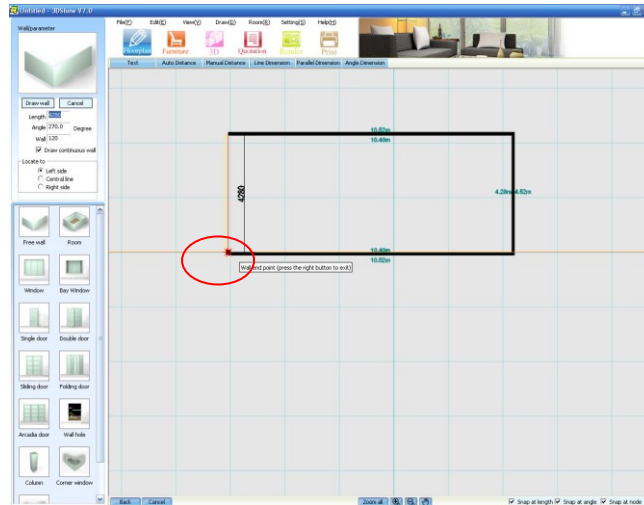 Untitled - 3DShow V7.0
File(F) Edit(E) View(V) Draw(D) Room(R) Setting(S) Help(H)
Wall/parameter
Floorplan Furniture 3D Quotation Render Print
Text Auto Distance Manual Distance Line Dimension Parallel Dimension Angle Dimension
Draw wall Cancel
Length 4280
Angle 270.0 Degree
Wall 120
Draw continuous wall
Locate to
Left side
Central line
Right side
10.52m
10.40m
4280
4.28m 4.52m
10.40m
10.52m
Wall end point (press the right button to exit)
Free wall Room
Window Bay Window
Single door Double door
Sliding door Folding door
Arcadia door Wall hole
Column Corner window
Back Cancel Zoom all Snap at length Snap at angle Snap at node